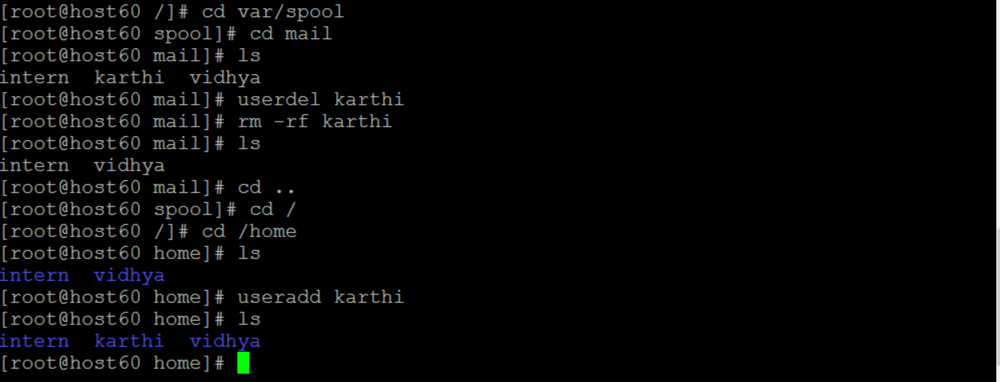 [root@host60 /]# cd var/spool
[root@host60 spool]# cd mail
[root@host60 mail]# ls
intern  karthi  vidhya
[root@host60 mail]# userdel karthi
[root@host60 mail]# rm -rf karthi
[root@host60 mail]# ls
intern  vidhya
[root@host60 mail]# cd ..
[root@host60 spool]# cd /
[root@host60 /]# cd /home
[root@host60 home]# ls
intern  vidhya
[root@host60 home]# useradd karthi
[root@host60 home]# ls
intern  karthi  vidhya
[root@host60 home]#